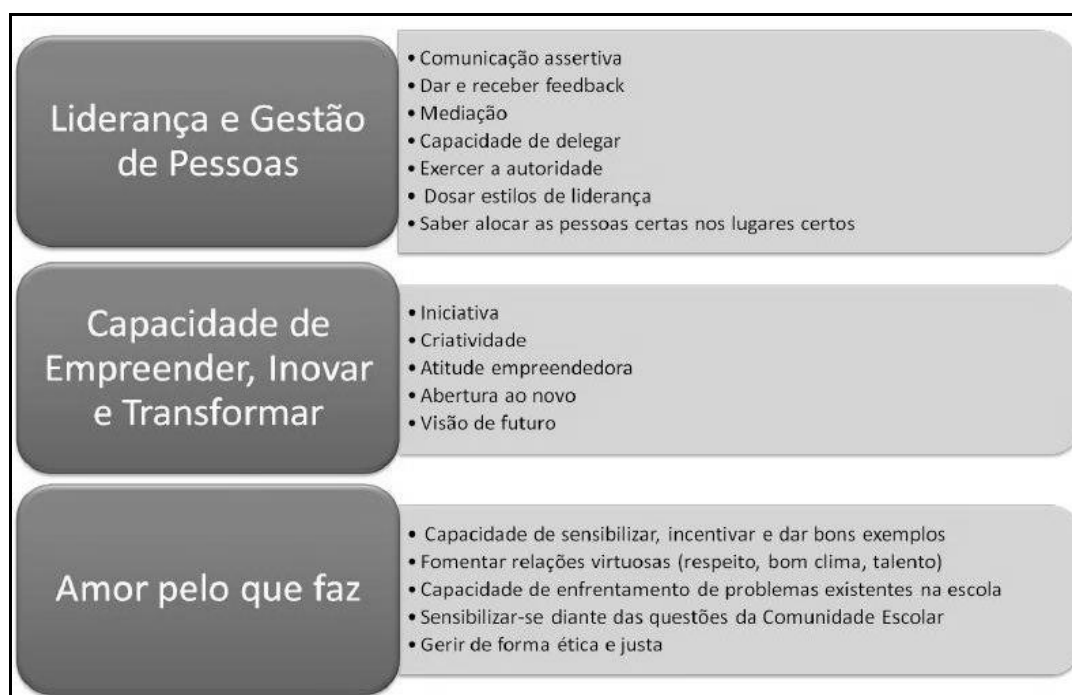 Liderança e Gestão
de Pessoas
• Comunicação assertiva
• Dar e receber feedback
• Mediação
• Capacidade de delegar
• Exercer a autoridade
• Dosar estilos de liderança
• Saber alocar as pessoas certas nos lugares certos
Capacidade de
Empreender, Inovar
e Transformar
• Iniciativa
• Criatividade
• Atitude empreendedora
• Abertura ao novo
• Visão de futuro
Amor pelo que faz
• Capacidade de sensibilizar, incentivar e dar bons exemplos
• Fomentar relações virtuosas (respeito, bom clima, talento)
• Capacidade de enfrentamento de problemas existentes na escola
• Sensibilizar-se diante das questões da Comunidade Escolar
• Gerir de forma ética e justa